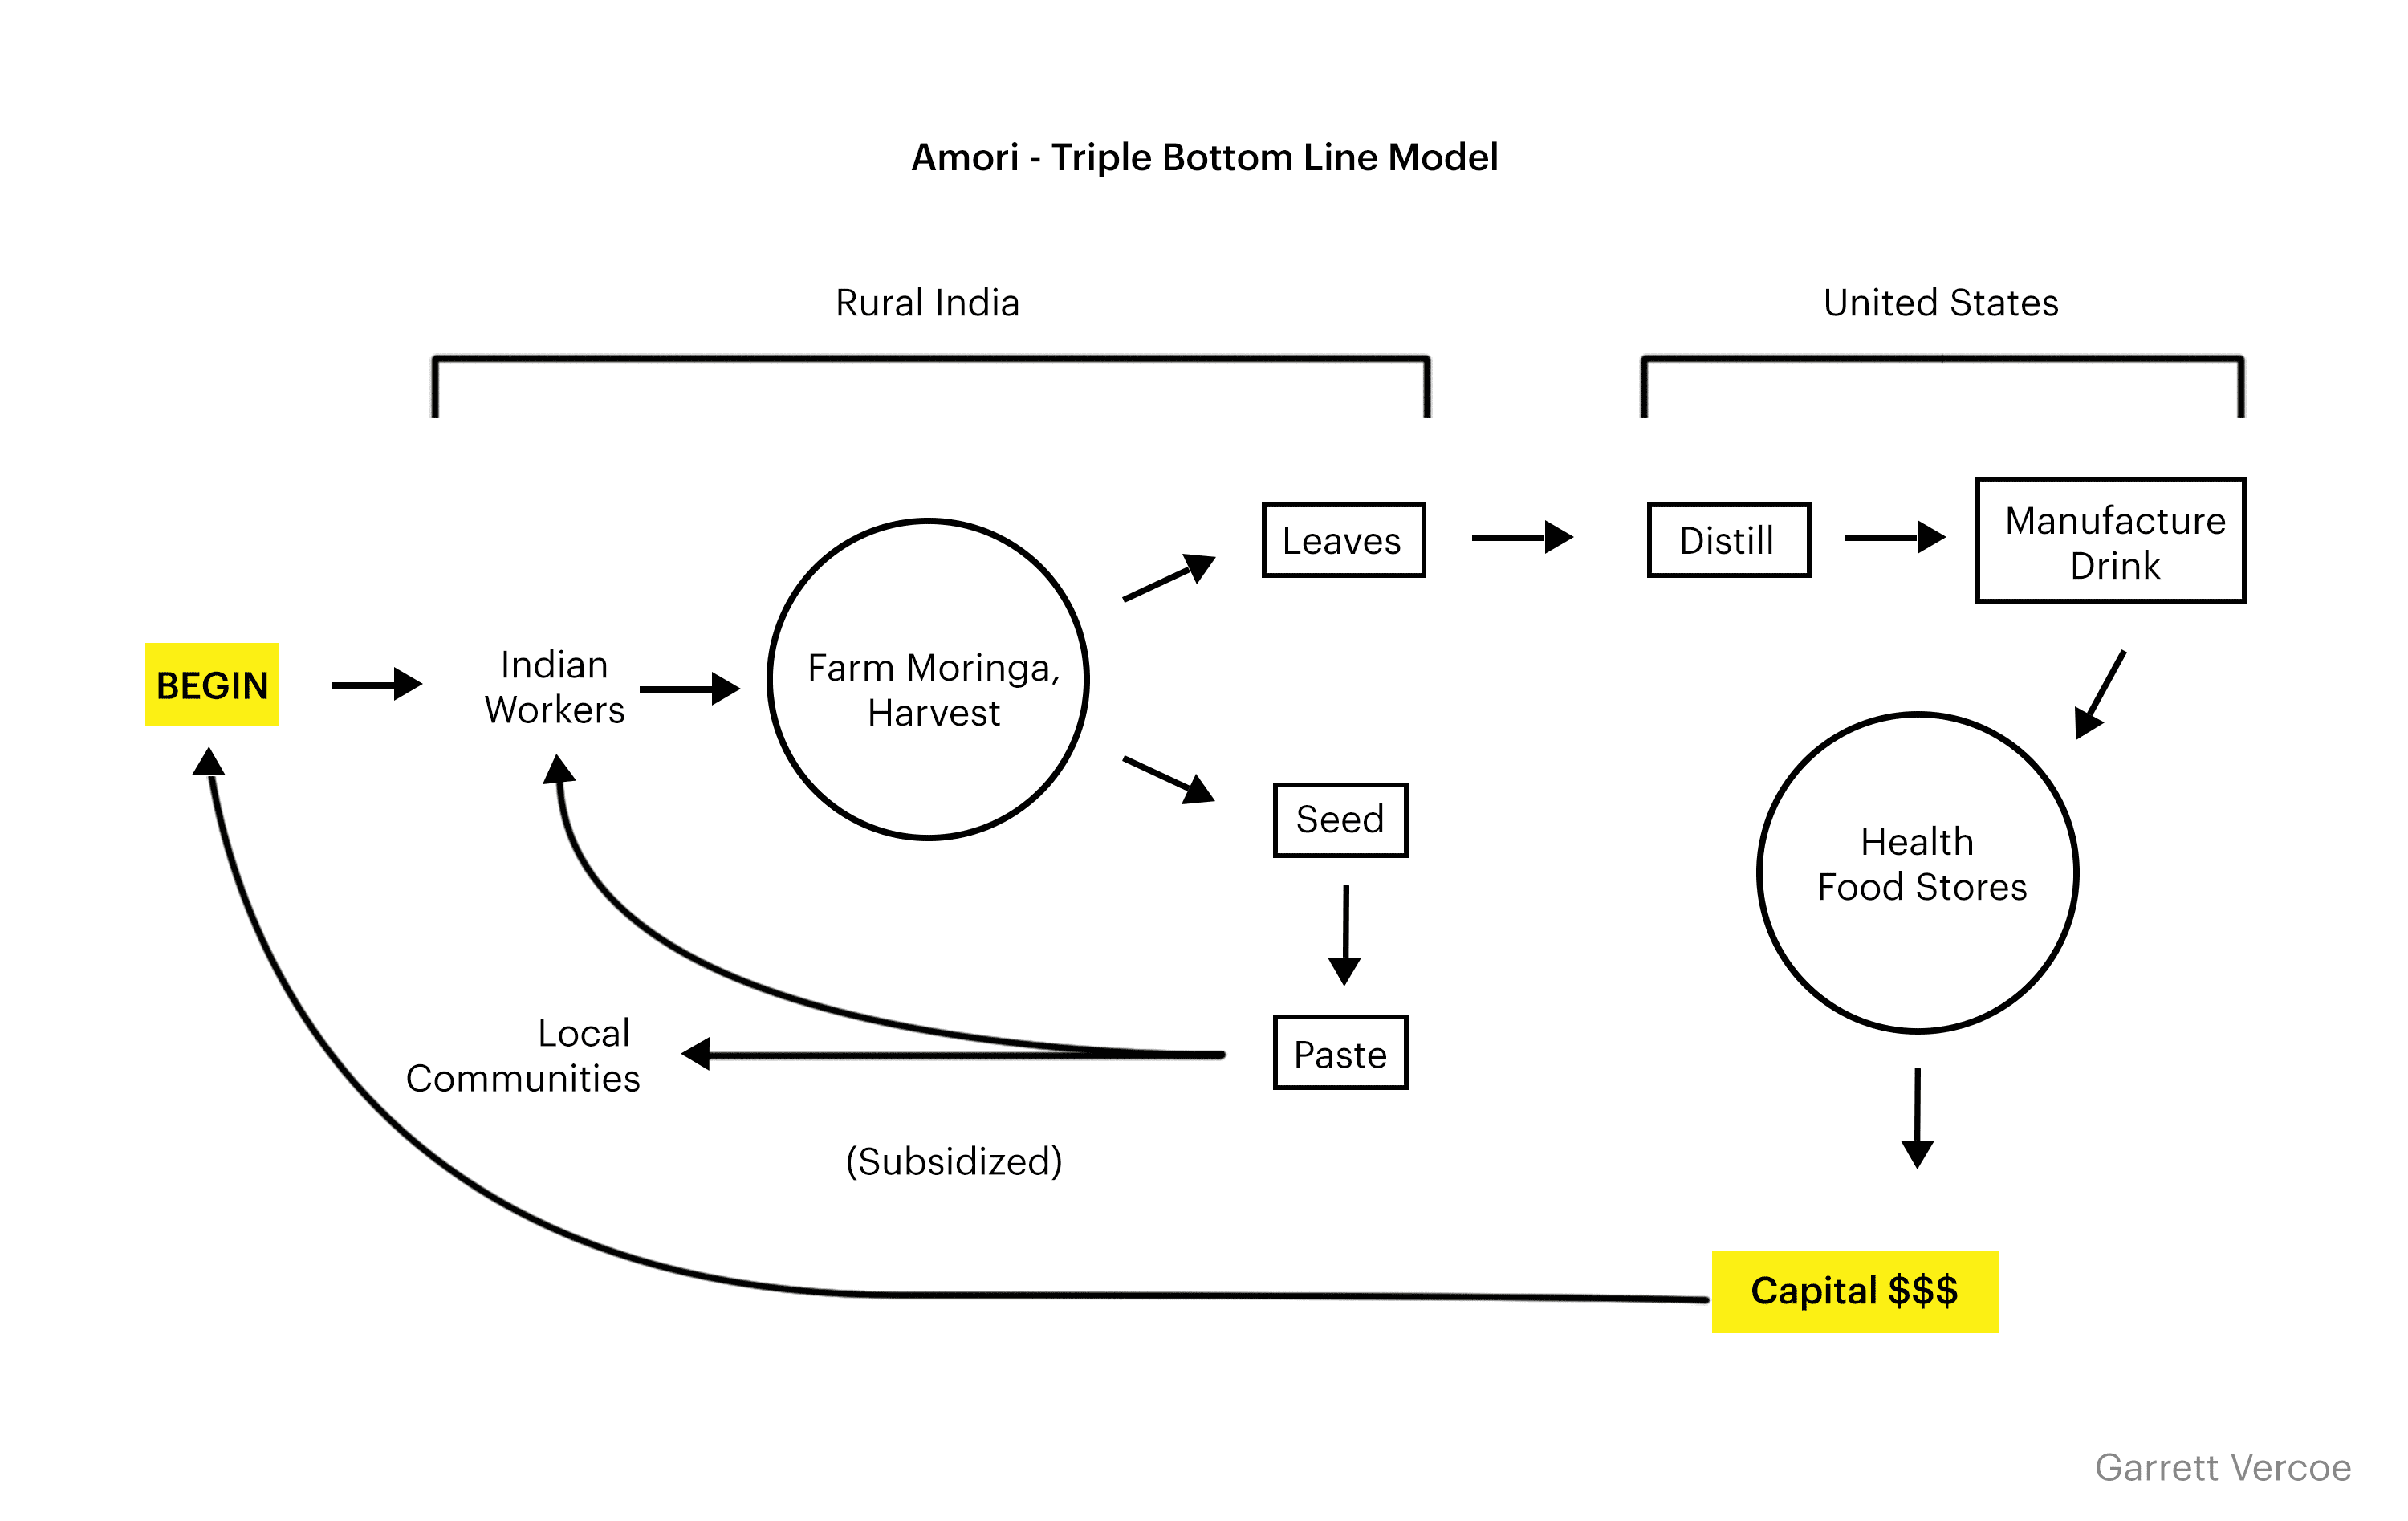 Amori - Triple Bottom Line Model
Rural India
United States
BEGIN
Indian
Workers
Farm Moringa,
Harvest
Leaves
Distill
Manufacture
Drink
Seed
Paste
Health
Food Stores
Local
Communities
(Subsidized)
Capital $$$
Garrett Vercoe